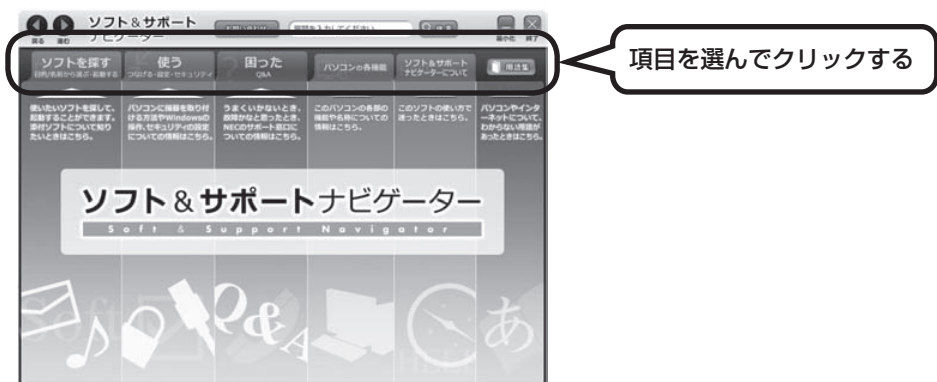 ソフト&サポート
ナビゲーター
戻る 進む
最小化 終了
ソフトを探す
目的/名前から選ぶ・起動する
使う
つなげる・設定・セキュリティ
困った
Q&A
パソコンの各機能
ソフト&サポート
ナビゲーターについて
用語集
項目を選んでクリックする
使いたいソフトを探して、
起動することができます。
添付ソフトについて知り
たいときはこちら。
パソコンに機器を取り付
ける方法やWindowsの
操作、セキュリティの設定
についての情報はこちら。
うまくいかないとき、
故障かなと思ったとき、
NECのサポート窓口に
ついての情報はこちら。
このパソコンの各部の
機能や名称についての
情報はこちら。
このソフトの使い方で
迷ったときはこちら。
パソコンやインタ
ーネットについて、
わからない用語が
あったときはこちら。
ソフト&サポートナビゲーター
Soft & Support Navigator
Soft
Q&A
HELP
あ